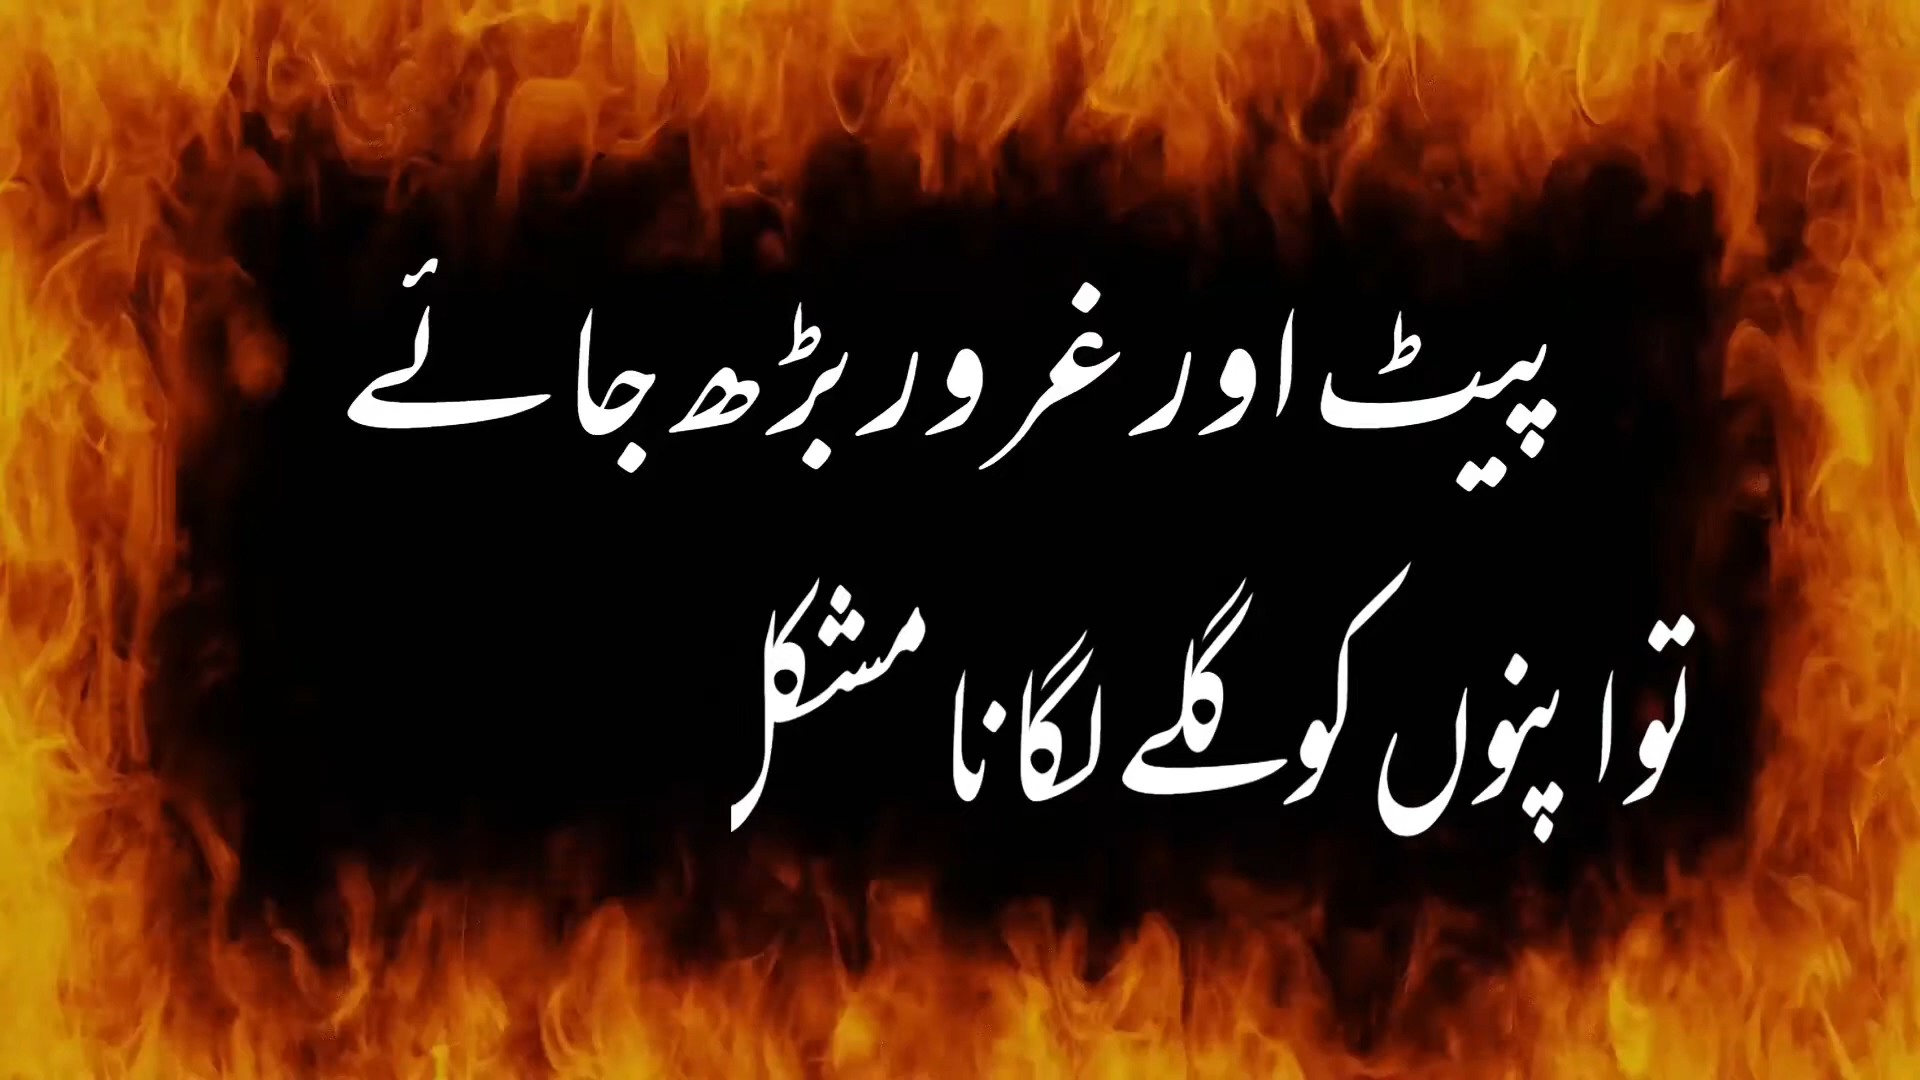 پیٹ اور غرور بڑھ جائے
تو اپنوں کو گلے لگانا مشکل